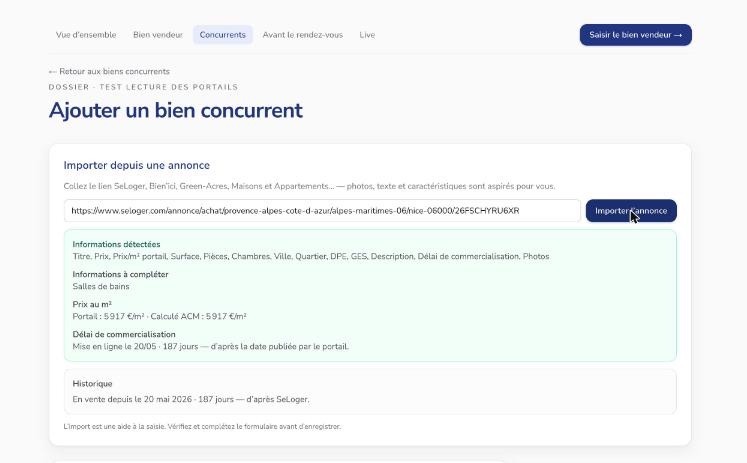 Vue d'ensemble
Bien vendeur
Concurrents
Avant le rendez-vous
Live
Saisir le bien vendeur →
← Retour aux biens concurrents
DOSSIER · TEST LECTURE DES PORTAILS
Ajouter un bien concurrent
Importer depuis une annonce
Collez le lien SeLoger, Bien'ici, Green-Acres, Maisons et Appartements… — photos, texte et caractéristiques sont aspirés pour vous.
https://www.seloger.com/annonce/achat/provence-alpes-cote-d-azur/alpes-maritimes-06/nice-06000/26FSCHYRU6XR
Importer l'annonce
Informations détectées
Titre, Prix, Prix/m² portail, Surface, Pièces, Chambres, Ville, Quartier, DPE, GES, Description, Délai de commercialisation, Photos
Informations à compléter
Salles de bains
Prix au m²
Portail : 5 917 €/m² · Calculé ACM : 5 917 €/m²
Délai de commercialisation
Mise en ligne le 20/05 · 187 jours — d'après la date publiée par le portail.
Historique
En vente depuis le 20 mai 2026 · 187 jours — d'après SeLoger.
L'import est une aide à la saisie. Vérifiez et complétez le formulaire avant d'enregistrer.